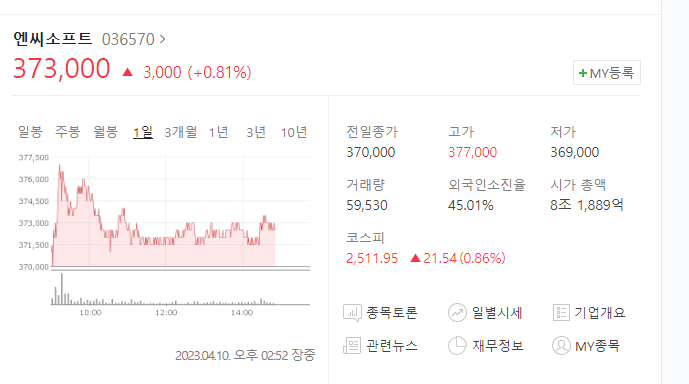 엔씨소프트 036570 >
373,000 ▲ 3,000 (+0.81%)
+ MY등록
일봉 주봉 월봉 1일 3개월 1년 3년 10년
377,500
376,000
374,500
373,000
371,500
370,000
10:00 12:00 14:00
2023.04.10. 오후 02:52 장중
전일종가 고가 저가
370,000 377,000 369,000
거래량 외국인소진율 시가 총액
59,530 45.01% 8조 1,889억
코스피
2,511.95 ▲21.54 (0.86%)
종목토론 일별시세 기업개요
관련뉴스 재무정보 MY종목